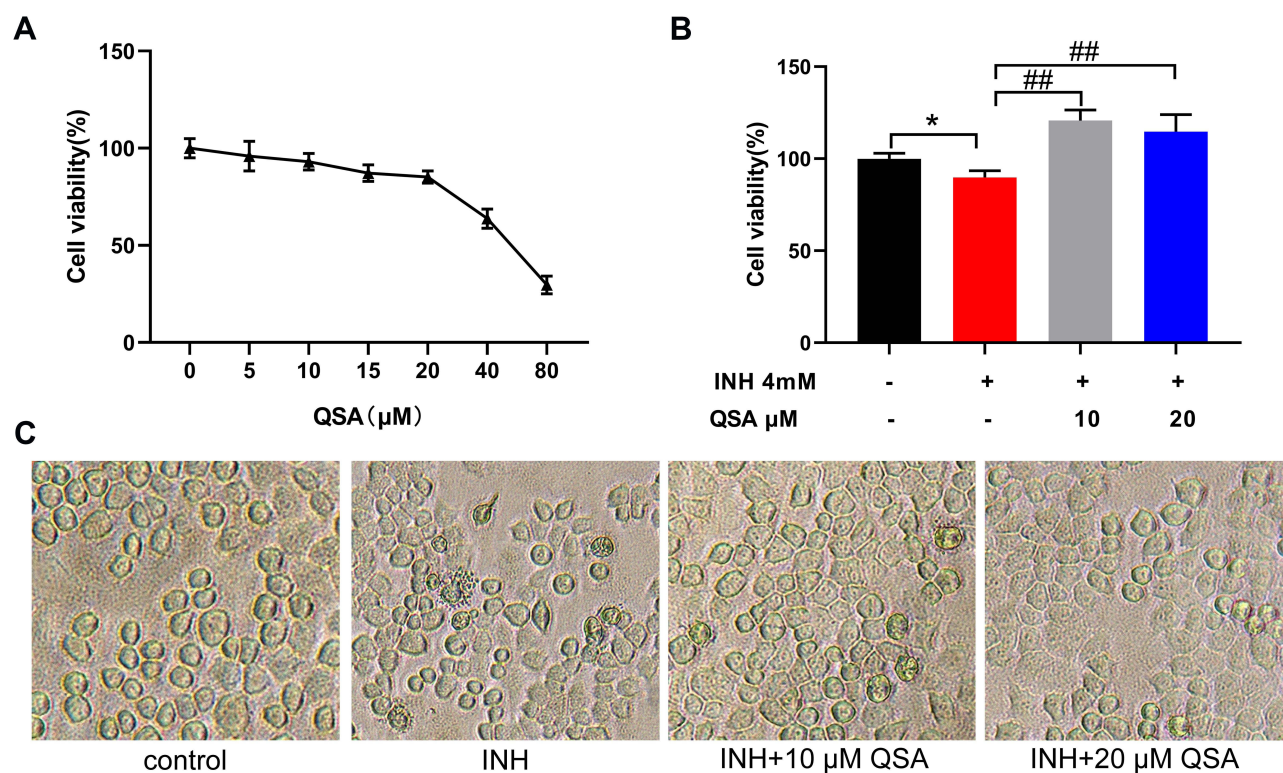 A
Cell viability(%)
150
100
50
0
0 5 10 15 20 40 80
QSA(μM)
B
Cell viability(%)
150
100
50
0
*
##
##
INH 4mM - + + +
QSA μM - - 10 20
C
control INH INH+10 μM QSA INH+20 μM QSA